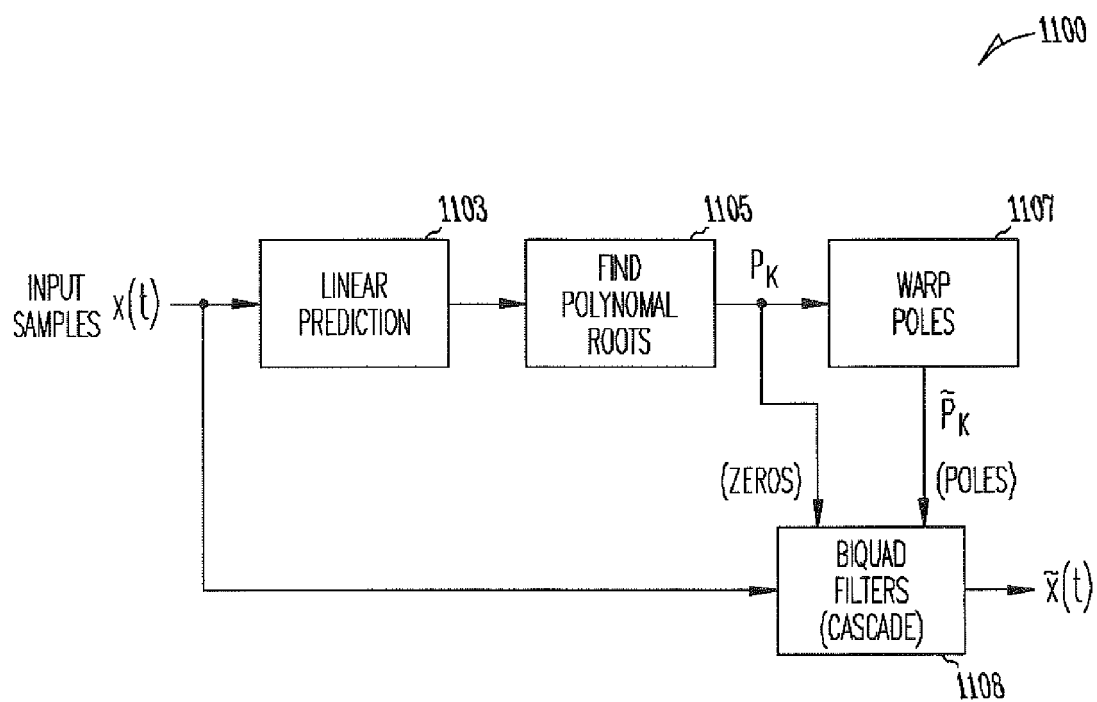 1100
1103
1105
1107
INPUT
SAMPLES
x(t)
LINEAR
PREDICTION
FIND
POLYNOMAL
ROOTS
P_K
WARP
POLES
P̃_K
(ZEROS)
(POLES)
BIQUAD
FILTERS
(CASCADE)
x̃(t)
1108